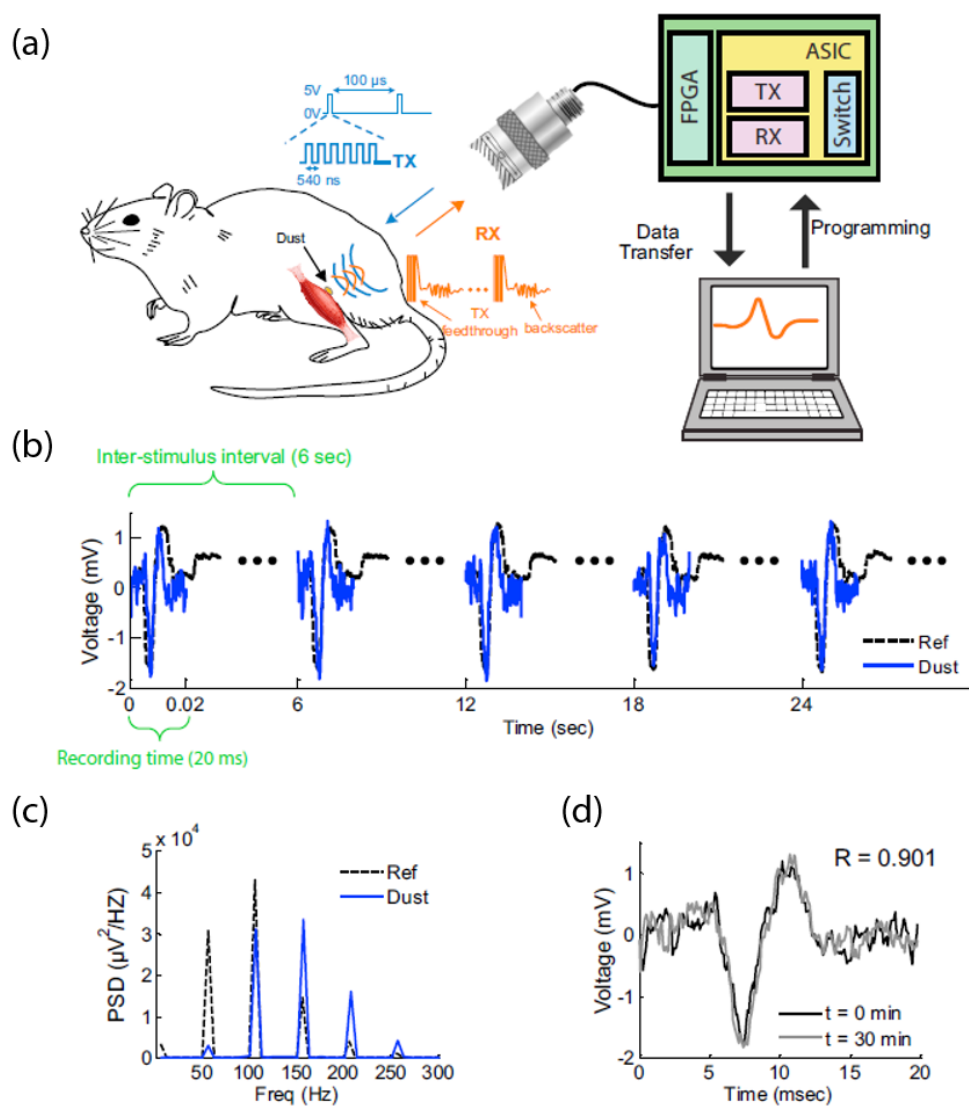 (a)
5V
0V
100 µs
TX
540 ns
Dust
RX
TX
feedthrough
backscatter
FPGA
ASIC
TX
RX
Switch
Data
Transfer
Programming
(b)
Inter-stimulus interval (6 sec)
Voltage (mV)
1
0
-1
-2
Ref
Dust
0
0.02
6
12
18
24
Time (sec)
Recording time (20 ms)
(c)
x 10^4
PSD (µV²/HZ)
5
4
3
2
1
0
Ref
Dust
50 100 150 200 250 300
Freq (Hz)
(d)
R = 0.901
Voltage (mV)
1
0
-1
-2
t = 0 min
t = 30 min
0 5 10 15 20
Time (msec)